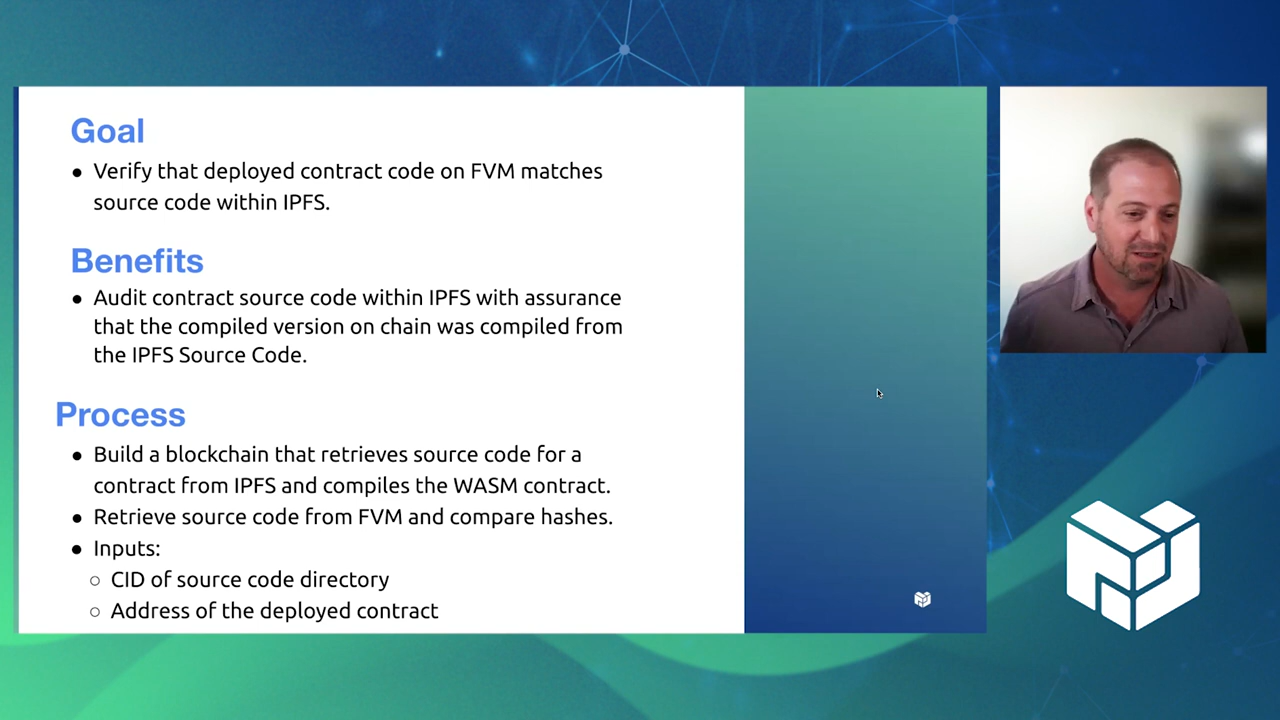 Goal
● Verify that deployed contract code on FVM matches
source code within IPFS.
Benefits
● Audit contract source code within IPFS with assurance
that the compiled version on chain was compiled from
the IPFS Source Code.
Process
● Build a blockchain that retrieves source code for a
contract from IPFS and compiles the WASM contract.
● Retrieve source code from FVM and compare hashes.
● Inputs:
○ CID of source code directory
○ Address of the deployed contract